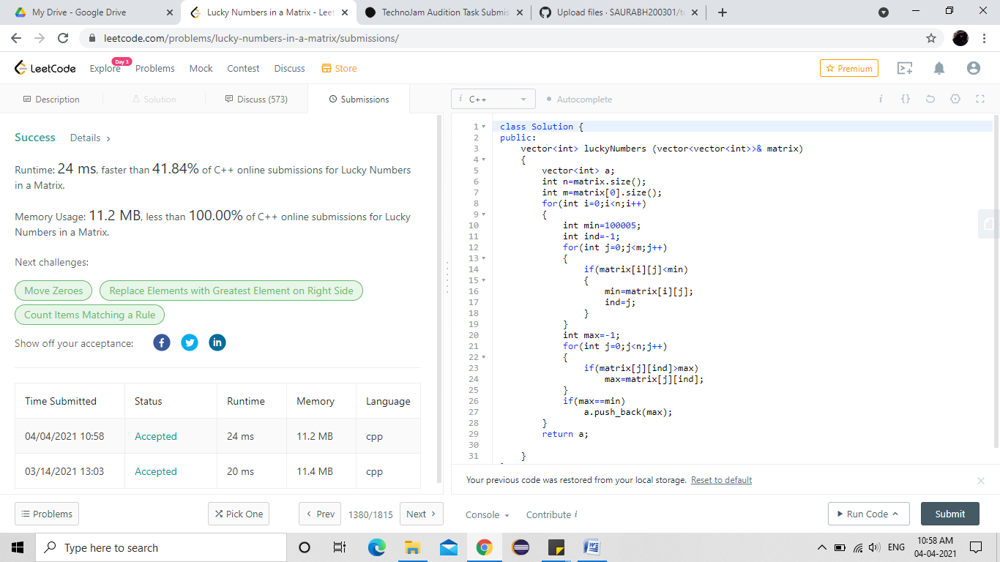 My Drive - Google Drive
Lucky Numbers in a Matrix - Leet
TechnoJam Audition Task Submis
Upload files · SAURABH200301/t
leetcode.com/problems/lucky-numbers-in-a-matrix/submissions/
LeetCode
Explore
Day 3
Problems
Mock
Contest
Discuss
Store
Premium
Description
Solution
Discuss (573)
Submissions
i C++
Autocomplete
Success
Details
Runtime: 24 ms, faster than 41.84% of C++ online submissions for Lucky Numbers
in a Matrix.
Memory Usage: 11.2 MB, less than 100.00% of C++ online submissions for Lucky
Numbers in a Matrix.
Next challenges:
Move Zeroes
Replace Elements with Greatest Element on Right Side
Count Items Matching a Rule
Show off your acceptance:
Time Submitted Status Runtime Memory Language
04/04/2021 10:58 Accepted 24 ms 11.2 MB cpp
03/14/2021 13:03 Accepted 20 ms 11.4 MB cpp
1 class Solution {
2 public:
3     vector<int> luckyNumbers (vector<vector<int>>& matrix)
4     {
5         vector<int> a;
6         int n=matrix.size();
7         int m=matrix[0].size();
8         for(int i=0;i<n;i++)
9         {
10             int min=100005;
11             int ind=-1;
12             for(int j=0;j<m;j++)
13             {
14                 if(matrix[i][j]<min)
15                 {
16                     min=matrix[i][j];
17                     ind=j;
18                 }
19             }
20             int max=-1;
21             for(int j=0;j<n;j++)
22             {
23                 if(matrix[j][ind]>max)
24                     max=matrix[j][ind];
25             }
26             if(max==min)
27                 a.push_back(max);
28         }
29         return a;
30
31     }
Your previous code was restored from your local storage. Reset to default
Problems
Pick One
Prev
1380/1815
Next
Console
Contribute i
Run Code
Submit
Type here to search
ENG
10:58 AM
04-04-2021